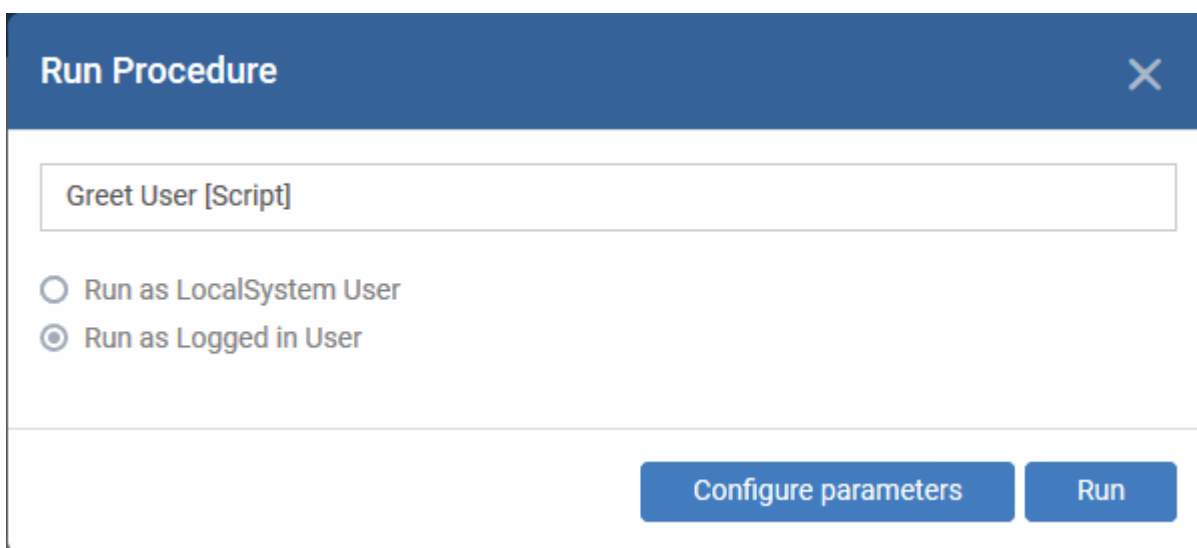 Run Procedure
Greet User [Script]
Run as LocalSystem User
Run as Logged in User
Configure parameters
Run